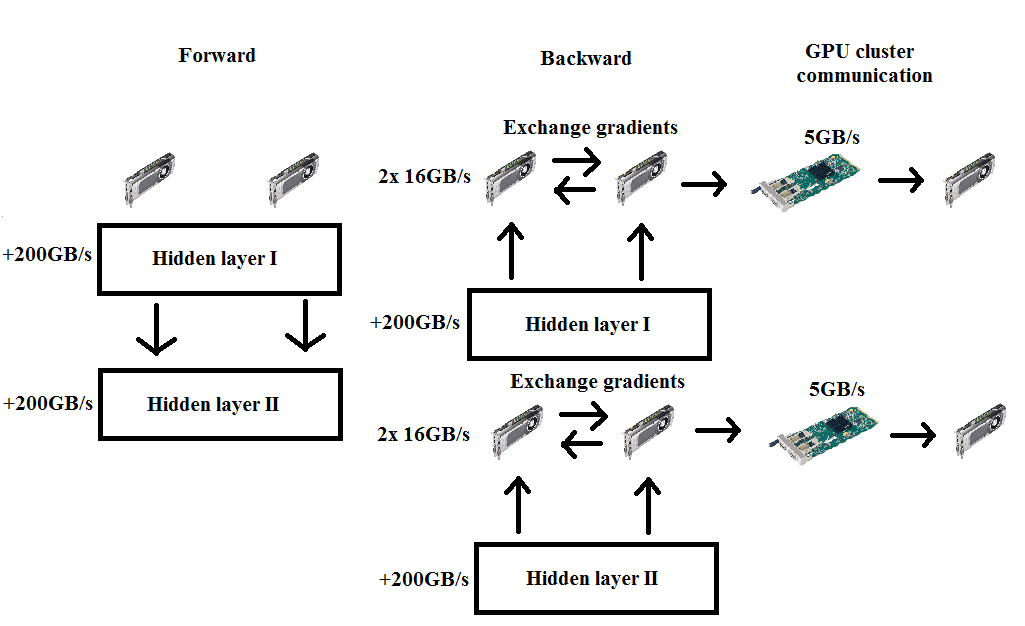 Forward
Backward
GPU cluster
communication
Exchange gradients
5GB/s
2x 16GB/s
+200GB/s
Hidden layer I
+200GB/s
Hidden layer I
Exchange gradients
5GB/s
+200GB/s
Hidden layer II
2x 16GB/s
+200GB/s
Hidden layer II